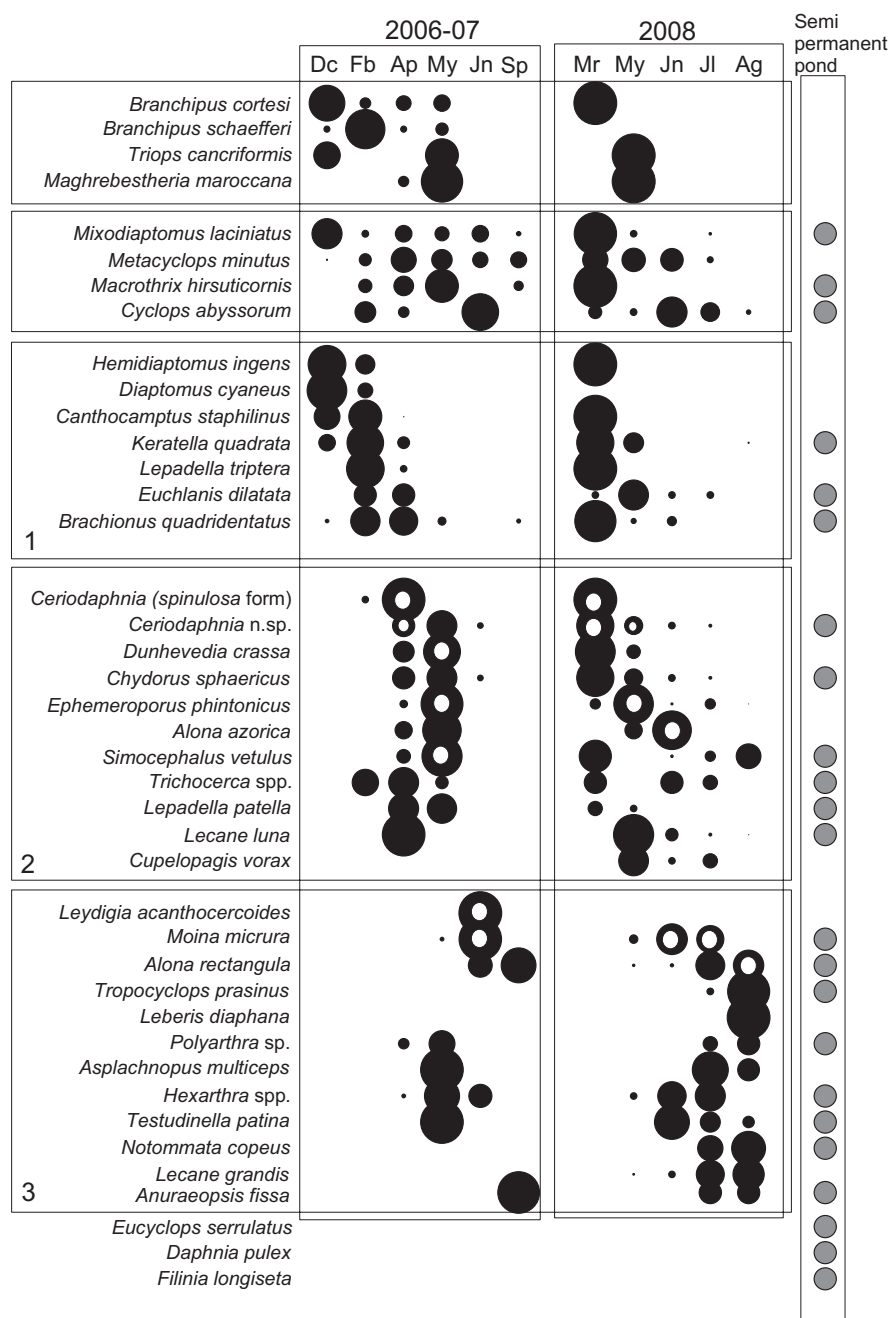 2006-07
2008
Semi
permanent
pond
Dc Fb Ap My Jn Sp
Mr My Jn Jl Ag
Branchipus cortesi
Branchipus schaefferi
Triops cancriformis
Maghrebestheria maroccana
Mixodiaptomus laciniatus
Metacyclops minutus
Macrothrix hirsuticornis
Cyclops abyssorum
Hemidiaptomus ingens
Diaptomus cyaneus
Canthocamptus staphilinus
Keratella quadrata
Lepadella triptera
Euchlanis dilatata
Brachionus quadridentatus
1
Ceriodaphnia (spinulosa form)
Ceriodaphnia n.sp.
Dunhevedia crassa
Chydorus sphaericus
Ephemeroporus phintonicus
Alona azorica
Simocephalus vetulus
Trichocerca spp.
Lepadella patella
Lecane luna
Cupelopagis vorax
2
Leydigia acanthocercoides
Moina micrura
Alona rectangula
Tropocyclops prasinus
Leberis diaphana
Polyarthra sp.
Asplachnopus multiceps
Hexarthra spp.
Testudinella patina
Notommata copeus
Lecane grandis
Anuraeopsis fissa
3
Eucyclops serrulatus
Daphnia pulex
Filinia longiseta